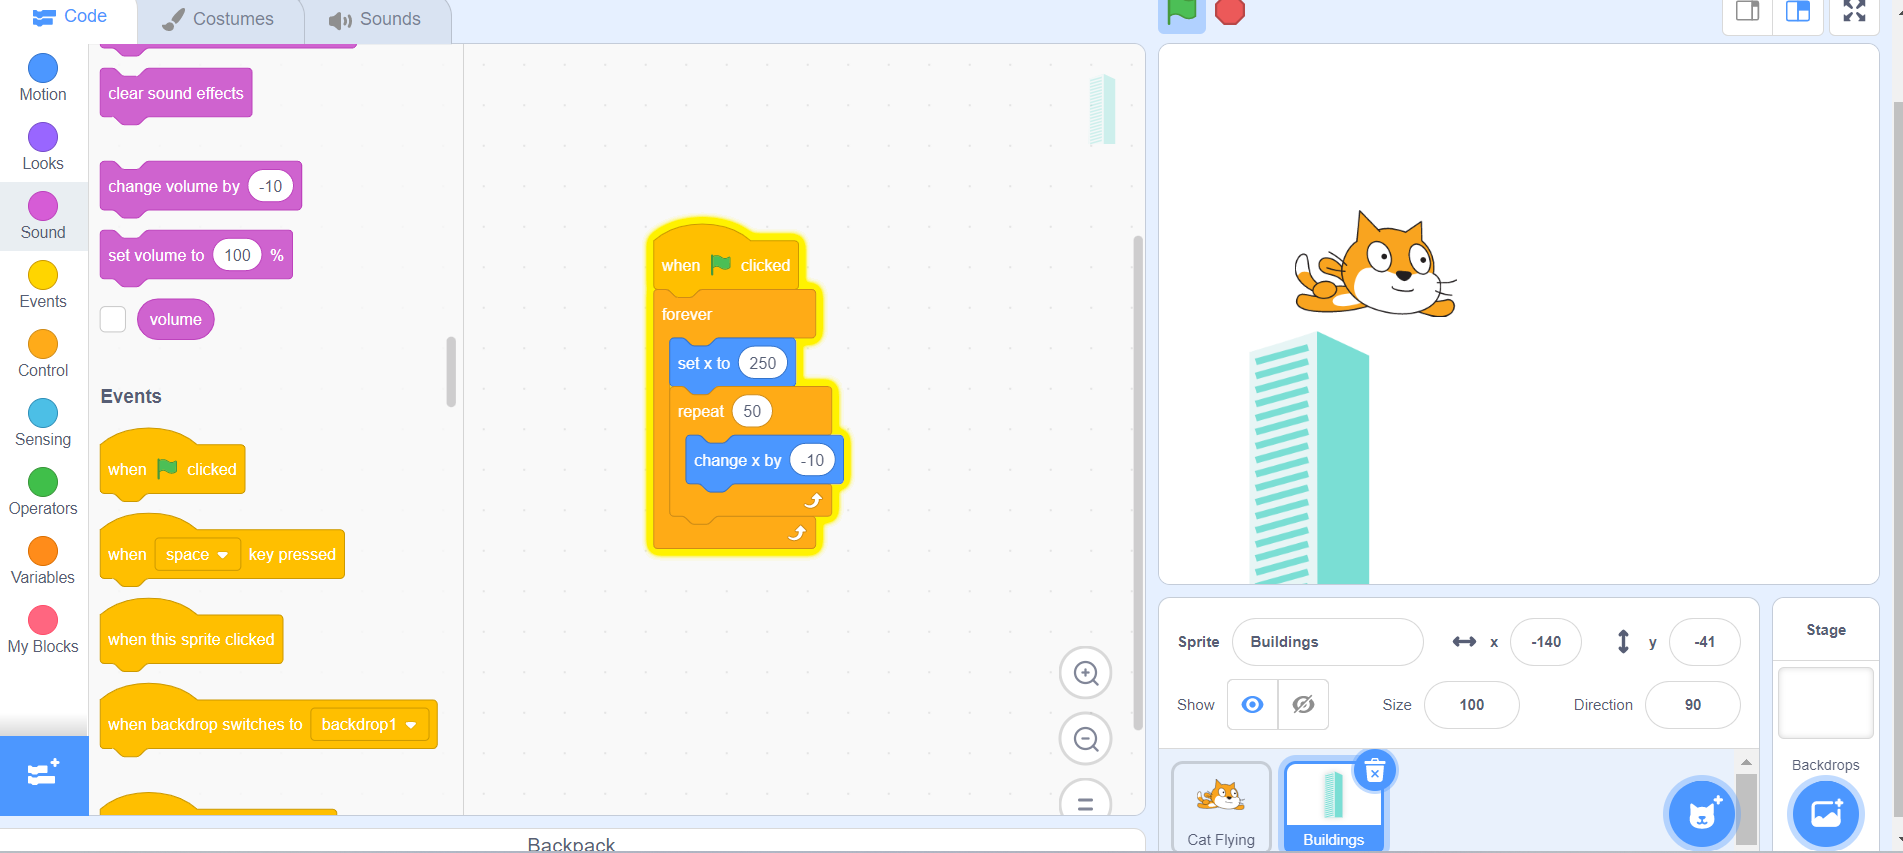 Code
Costumes
Sounds
Motion
Looks
Sound
Events
Control
Sensing
Operators
Variables
My Blocks
clear sound effects
change volume by -10
set volume to 100 %
volume
Events
when clicked
when space key pressed
when this sprite clicked
when backdrop switches to backdrop1
when clicked
forever
set x to 250
repeat 50
change x by -10
Backpack
Sprite Buildings x -140 y -41
Show Size 100 Direction 90
Cat Flying
Buildings
Stage
Backdrops